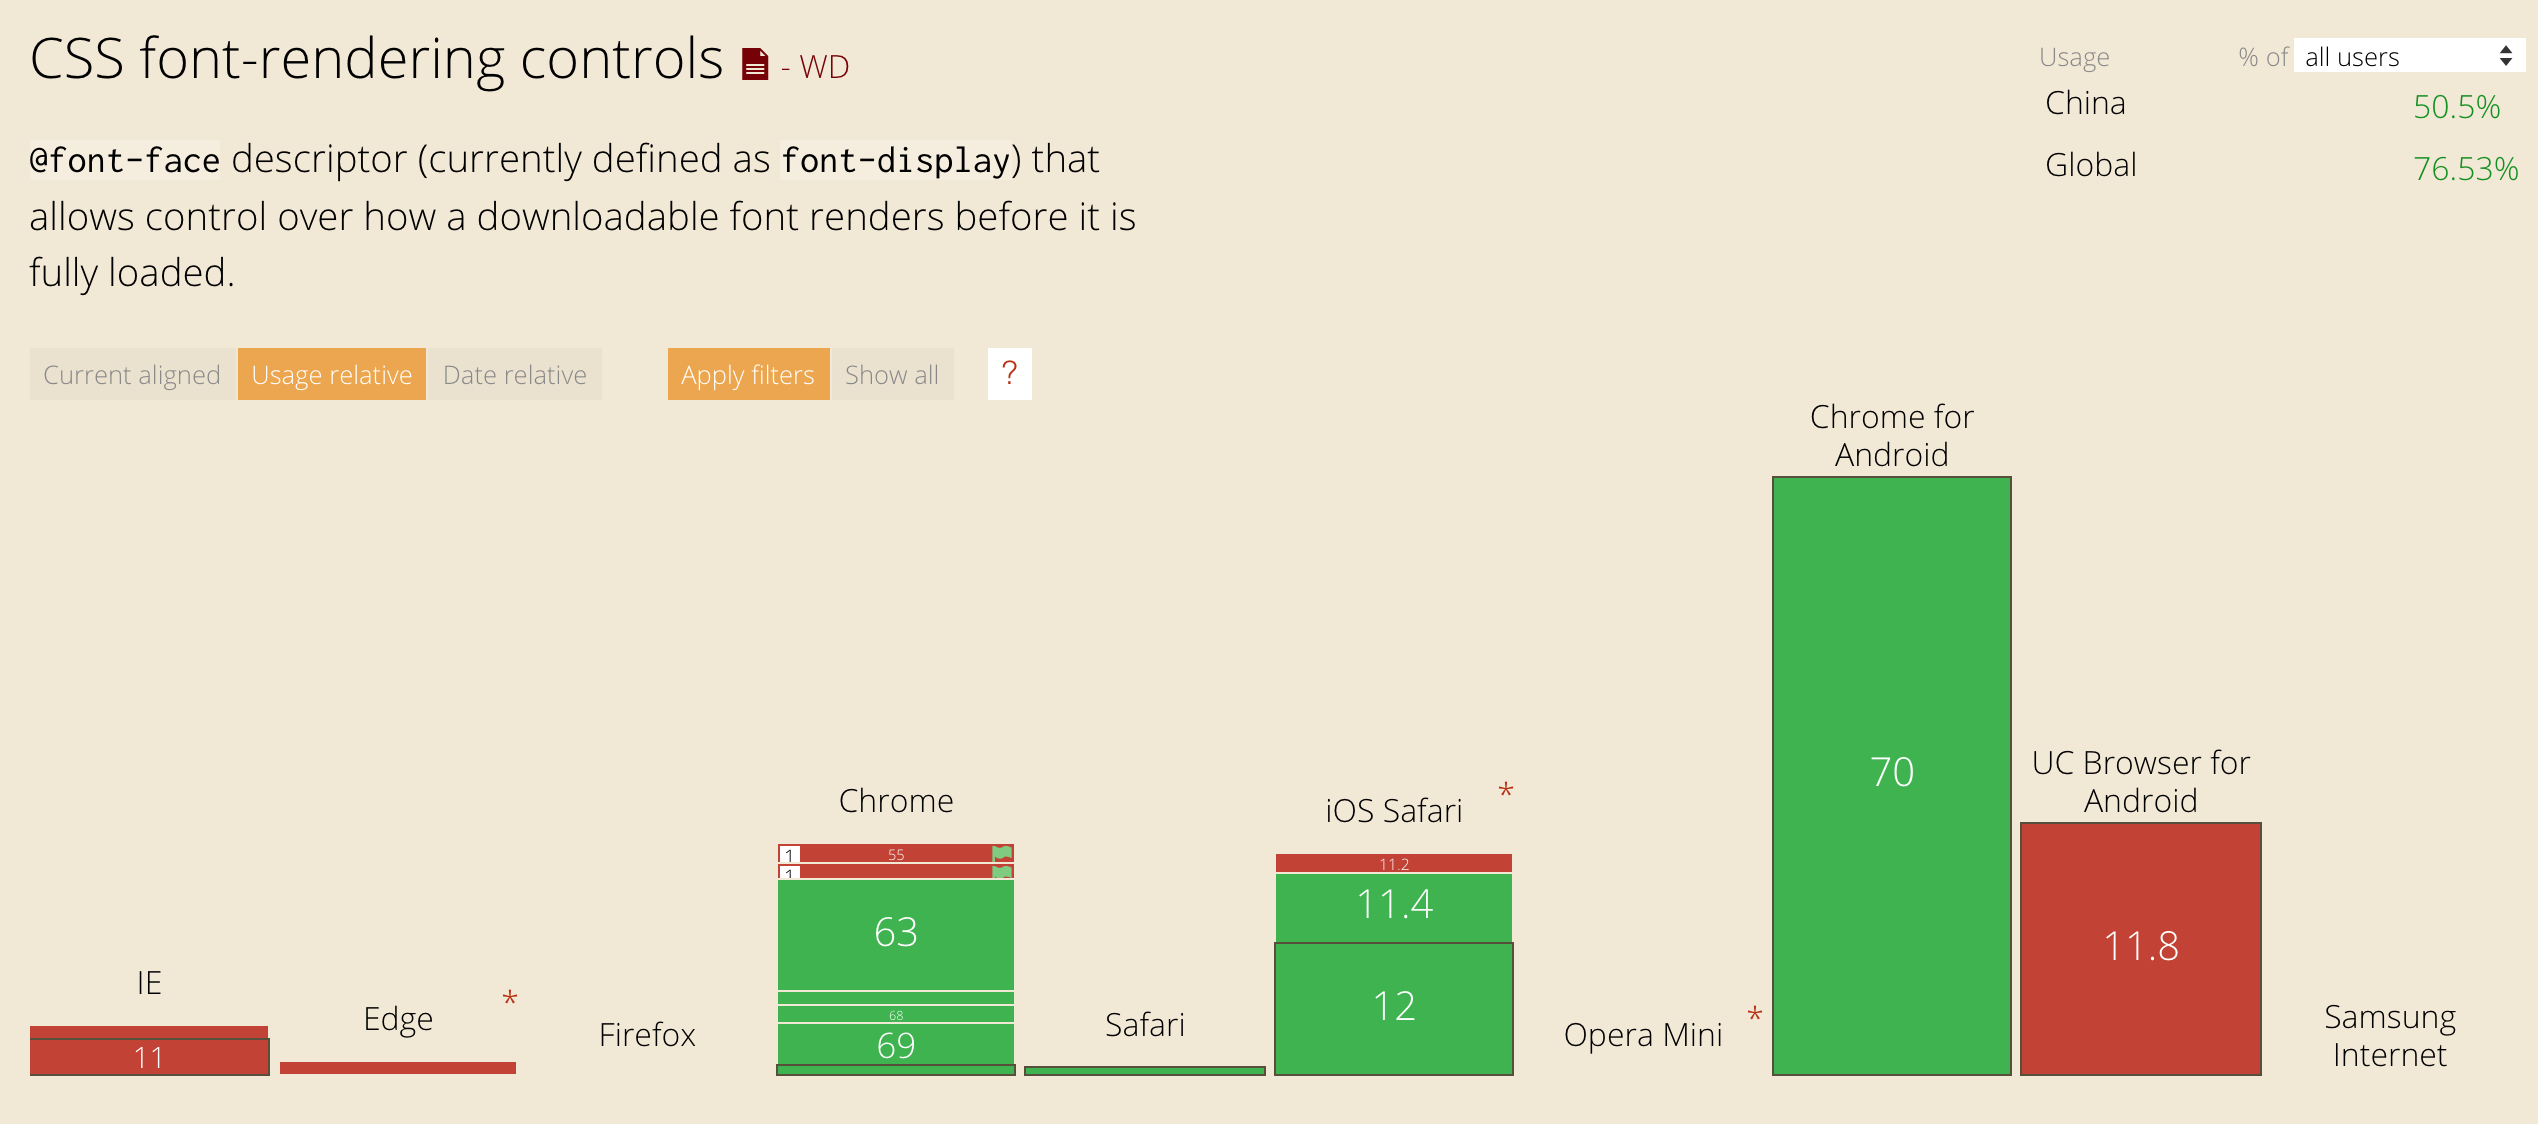 CSS font-rendering controls - WD
Usage % of all users
China 50.5%
Global 76.53%
@font-face descriptor (currently defined as font-display) that
allows control over how a downloadable font renders before it is
fully loaded.
Current aligned Usage relative Date relative Apply filters Show all ?
IE
11
Edge *
Firefox
Chrome
1 55
1
63
68
69
Safari
iOS Safari *
11.2
11.4
12
Opera Mini *
Chrome for
Android
70
UC Browser for
Android
11.8
Samsung
Internet